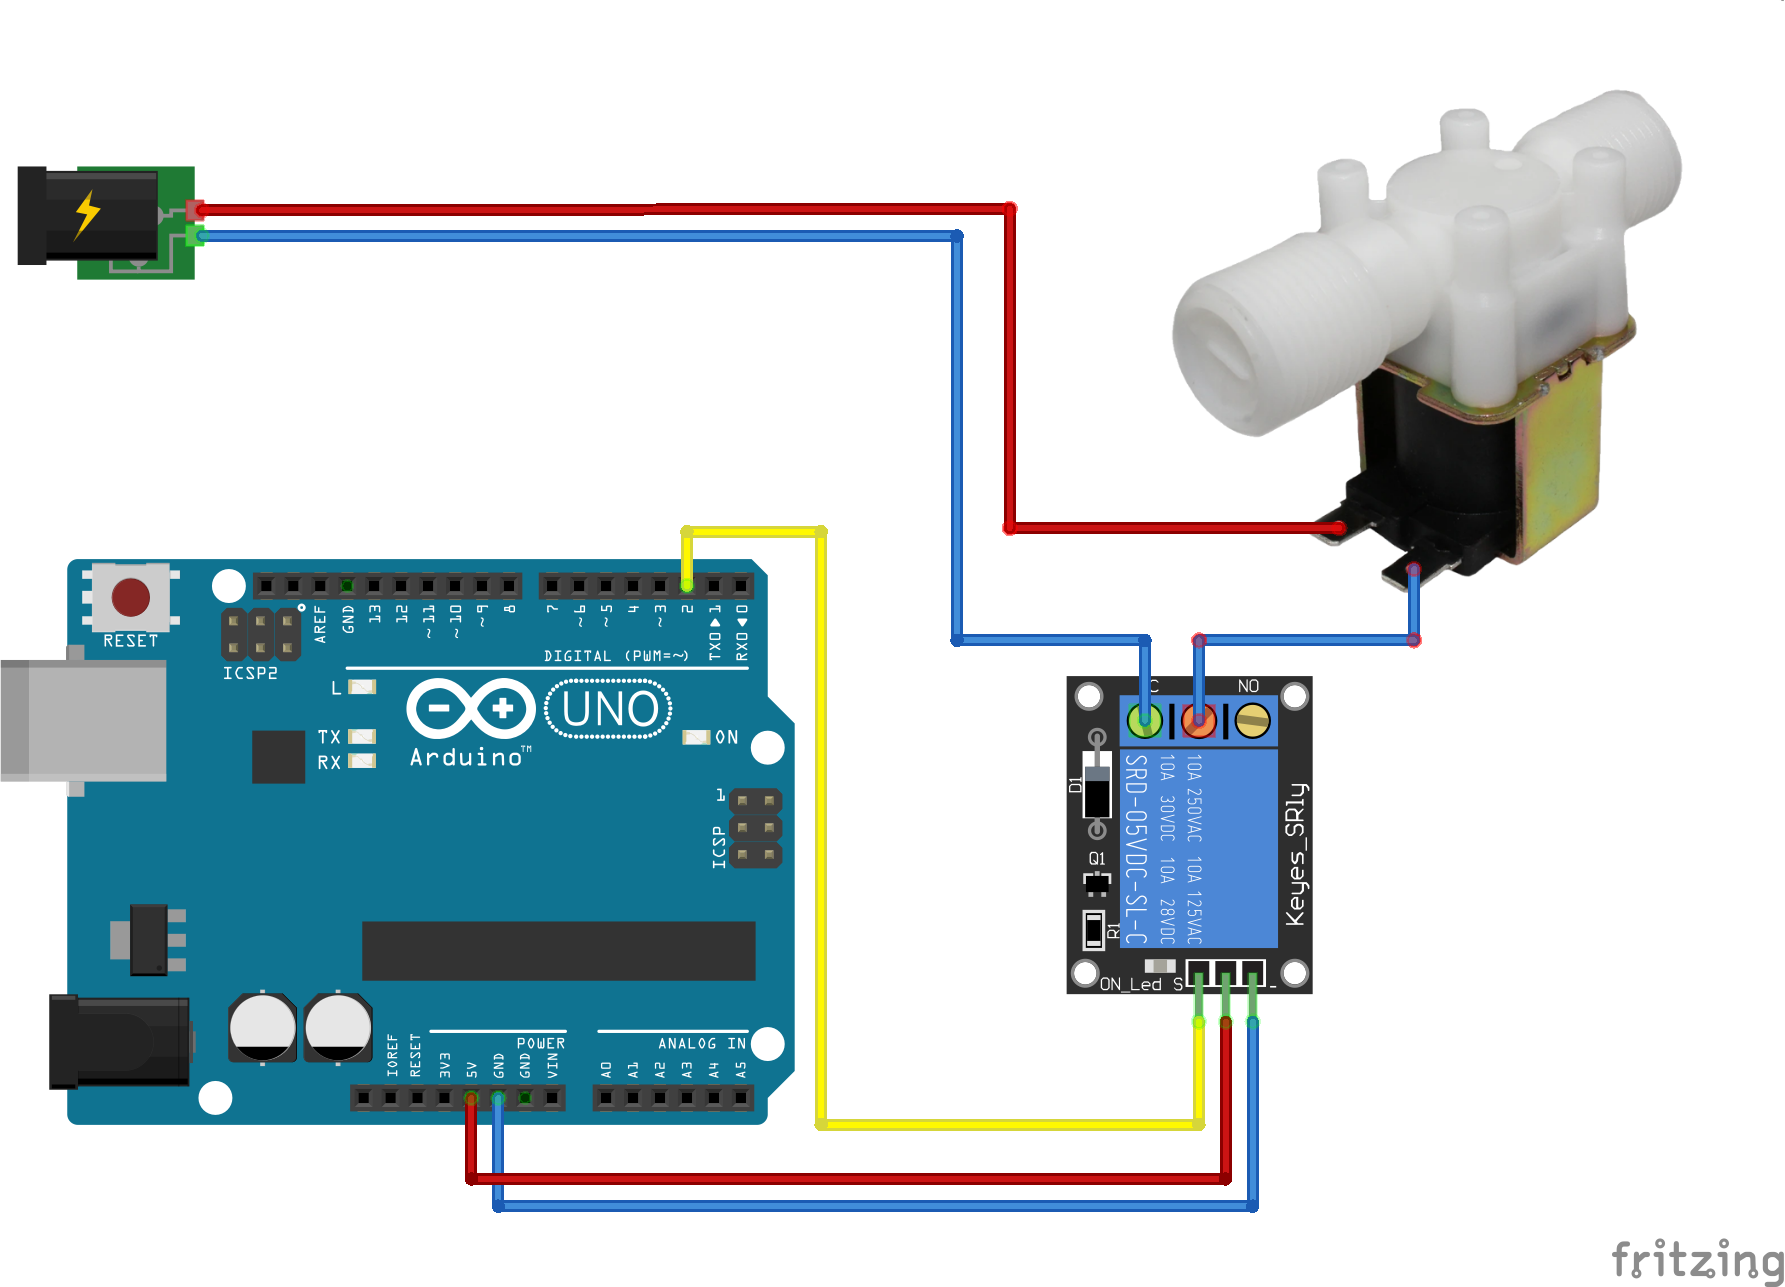 RESET
ICSP2
AREF
GND
13
12
~11
~10
~9
8
7
~6
~5
4
~3
2
TX0▶1
RX0◀0
DIGITAL (PWM=~)
L
TX
RX
Arduino™
UNO
ON
1
ICSP
IOREF
RESET
3V3
5V
GND
GND
VIN
POWER
ANALOG IN
A0
A1
A2
A3
A4
A5
C
NO
D1
Q1
R1
SRD-05VDC-SL-C
10A 30VDC 10A 28VDC
10A 250VAC 10A 125VAC
Keyes_SRly
ON_Led S
-
fritzing